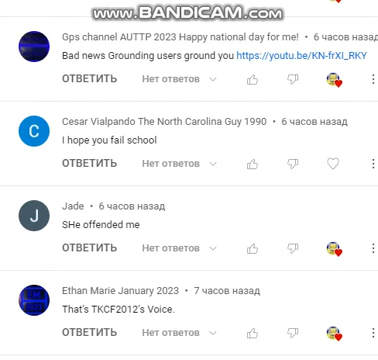 www.BANDICAM.com
Gps channel AUTTP 2023 Happy national day for me! • 6 часов назад
Bad news Grounding users ground you https://youtu.be/KN-frXI_RKY
ОТВЕТИТЬ Нет ответов
Cesar Vialpando The North Carolina Guy 1990 • 6 часов назад
I hope you fail school
ОТВЕТИТЬ Нет ответов
Jade • 6 часов назад
SHe offended me
ОТВЕТИТЬ Нет ответов
Ethan Marie January 2023 • 7 часов назад
That's TKCF2012's Voice.
ОТВЕТИТЬ Нет ответов
C
J